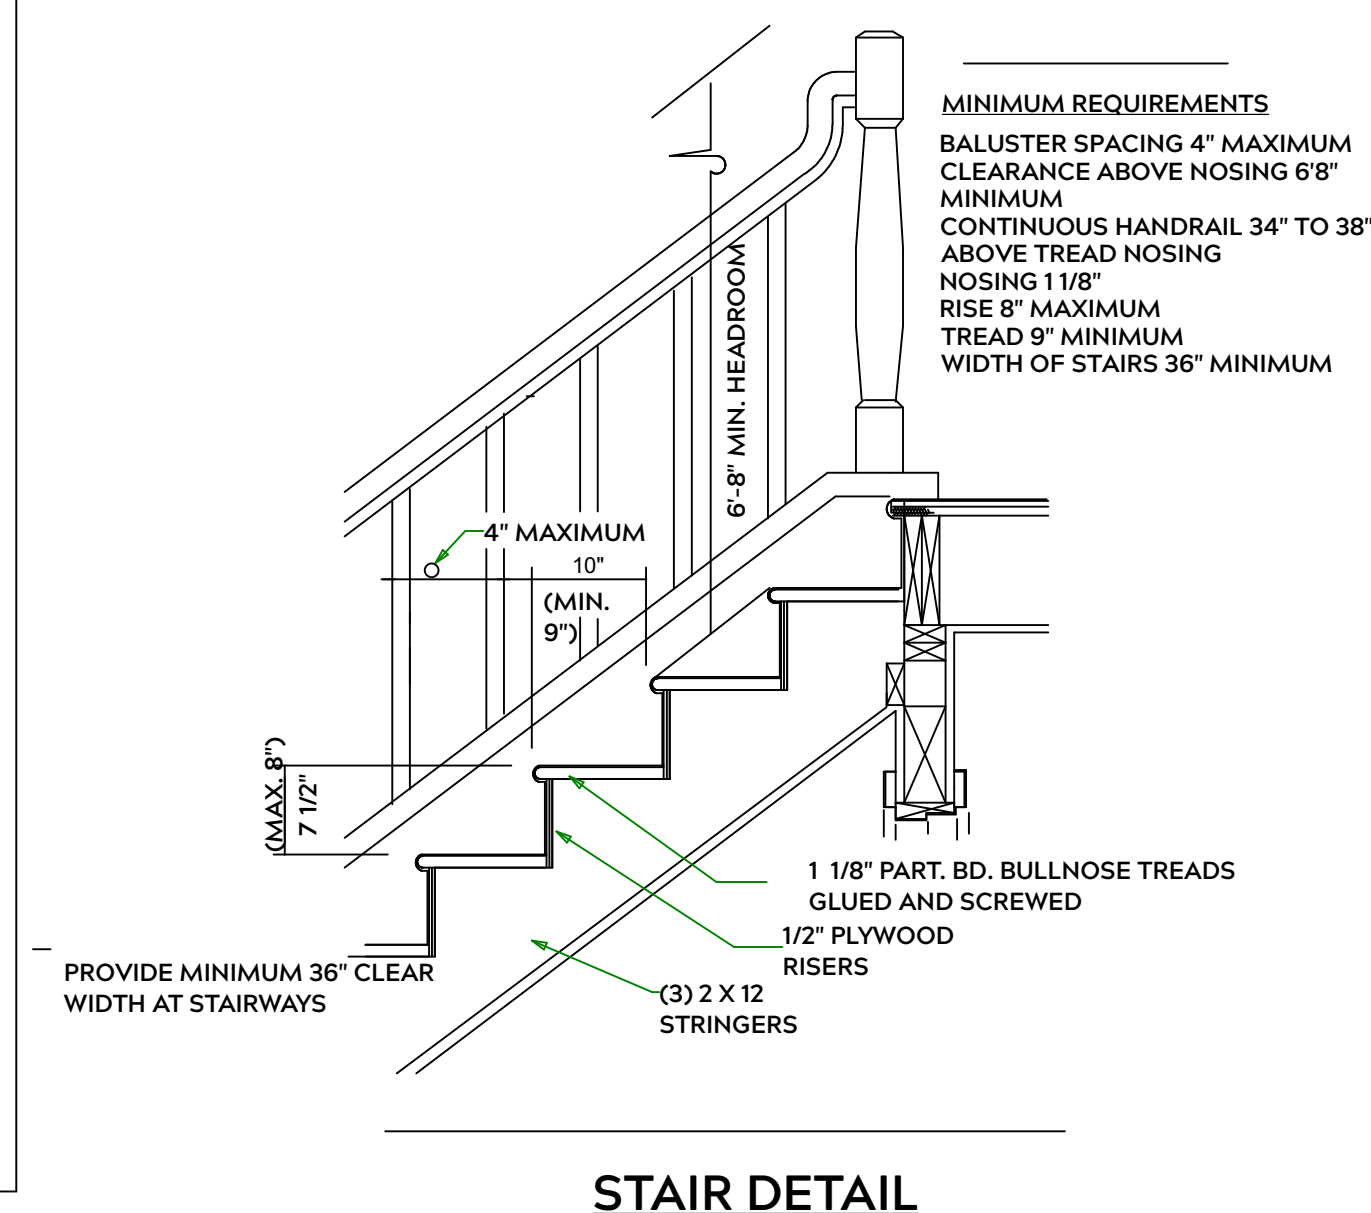 MINIMUM REQUIREMENTS
BALUSTER SPACING 4" MAXIMUM
CLEARANCE ABOVE NOSING 6'8"
MINIMUM
CONTINUOUS HANDRAIL 34" TO 38"
ABOVE TREAD NOSING
NOSING 1 1/8"
RISE 8" MAXIMUM
TREAD 9" MINIMUM
WIDTH OF STAIRS 36" MINIMUM
6'-8" MIN. HEADROOM
4" MAXIMUM
10"
(MIN.
9")
(MAX. 8")
7 1/2"
1 1/8" PART. BD. BULLNOSE TREADS
GLUED AND SCREWED
1/2" PLYWOOD
RISERS
PROVIDE MINIMUM 36" CLEAR
WIDTH AT STAIRWAYS
(3) 2 X 12
STRINGERS
STAIR DETAIL